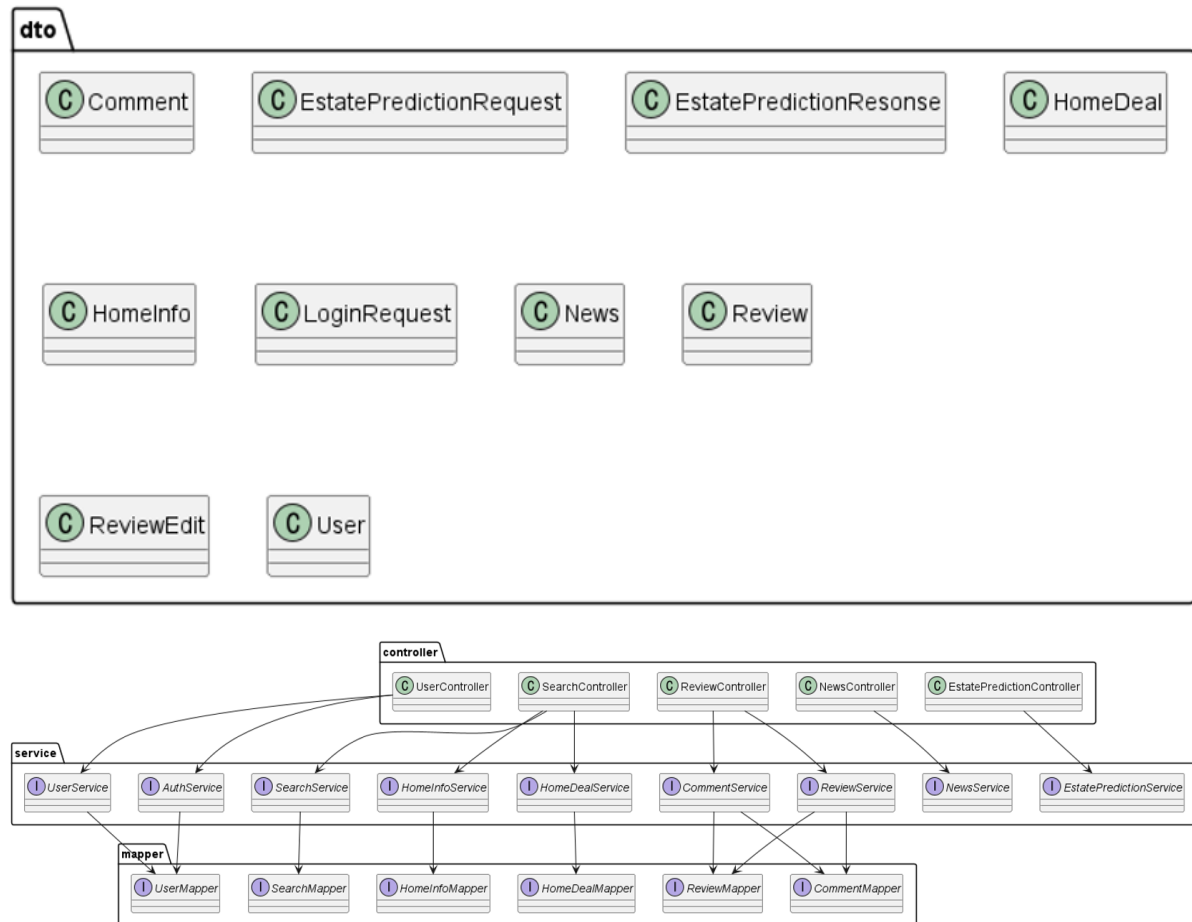 dto
C Comment
C EstatePredictionRequest
C EstatePredictionResonse
C HomeDeal
C HomeInfo
C LoginRequest
C News
C Review
C ReviewEdit
C User
controller
C UserController
C SearchController
C ReviewController
C NewsController
C EstatePredictionController
service
I UserService
I AuthService
I SearchService
I HomeInfoService
I HomeDealService
I CommentService
I ReviewService
I NewsService
I EstatePredictionService
mapper
I UserMapper
I SearchMapper
I HomeInfoMapper
I HomeDealMapper
I ReviewMapper
I CommentMapper